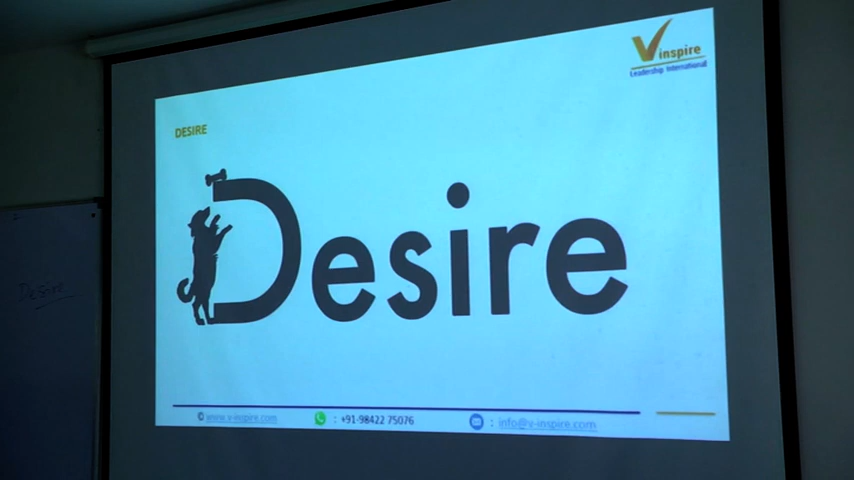 Vinspire
Leadership International
DESIRE
Desire
Desire
© www.v-inspire.com : +91-98422 75076 : info@v-inspire.com